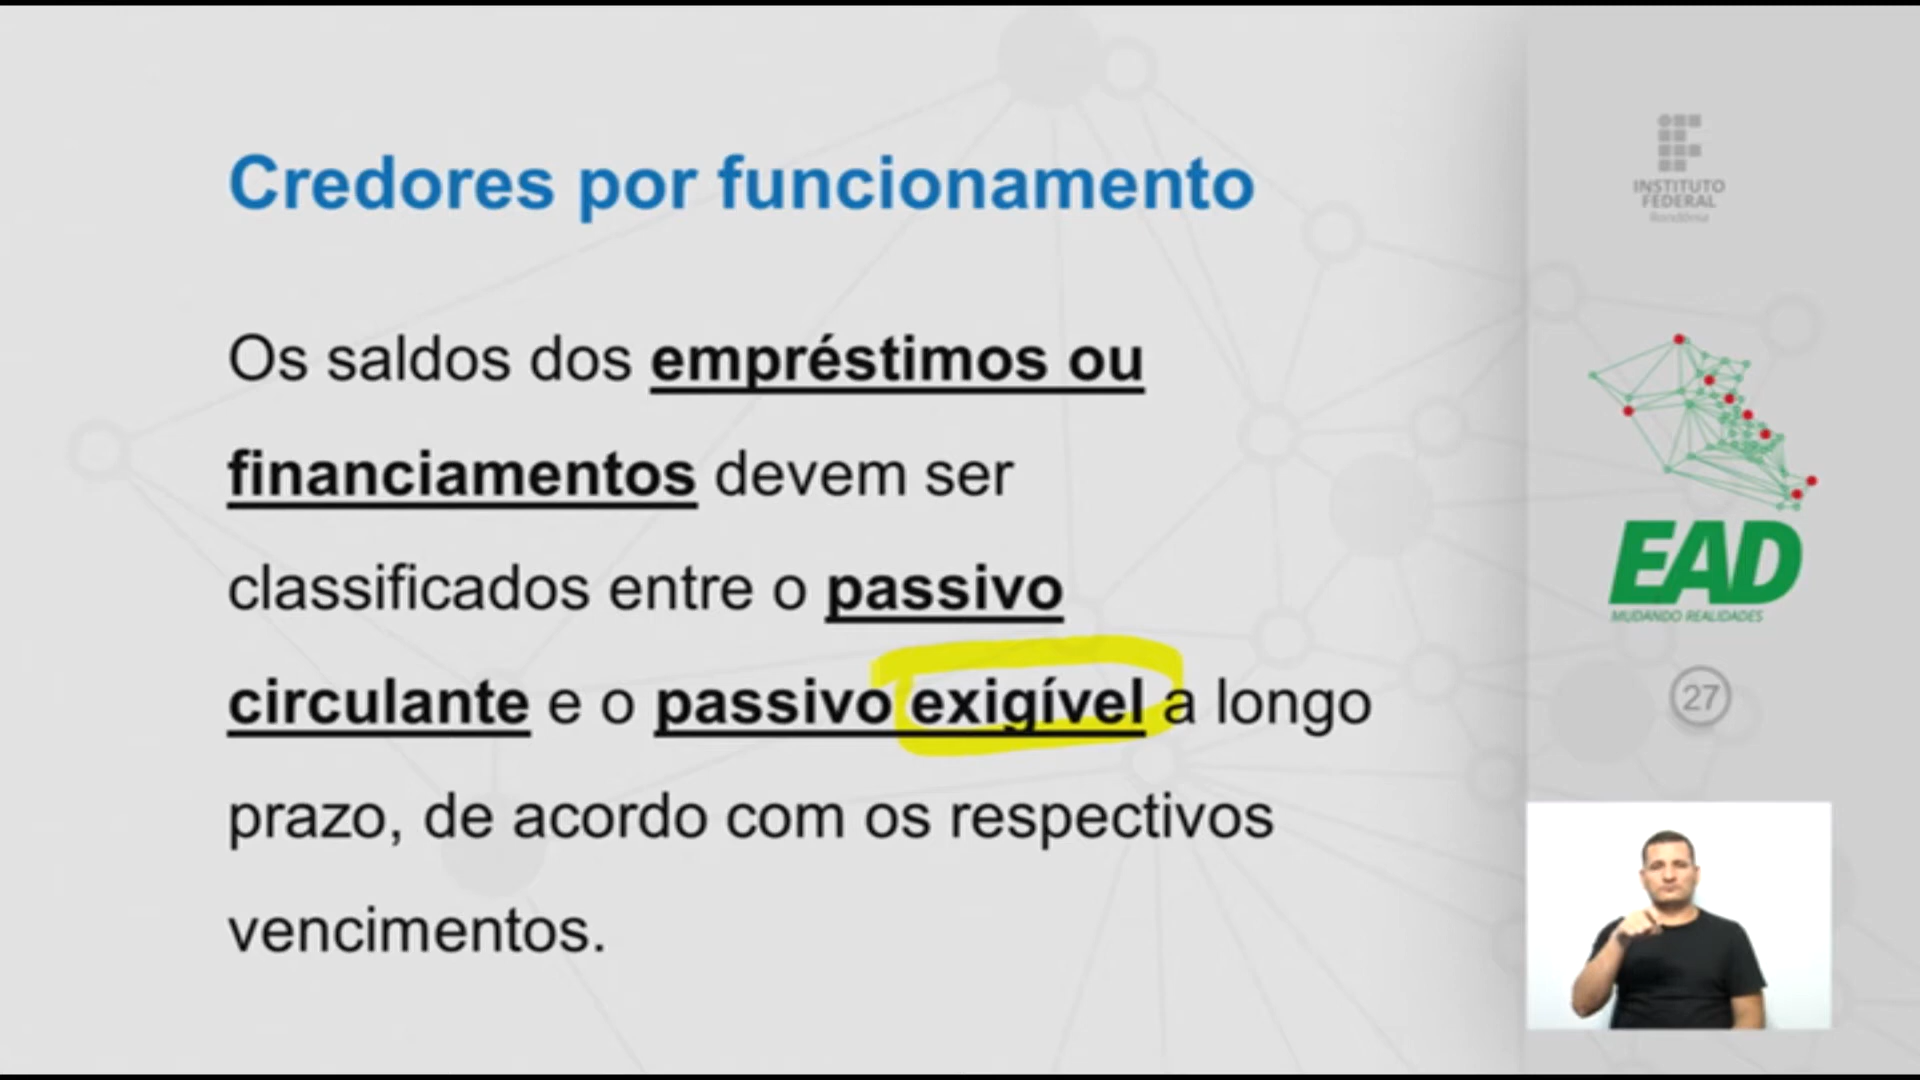 Credores por funcionamento
Os saldos dos empréstimos ou
financiamentos devem ser
classificados entre o passivo
circulante e o passivo exigível a longo
prazo, de acordo com os respectivos
vencimentos.
INSTITUTO
FEDERAL
Rondônia
EAD
MUDANDO REALIDADES
27